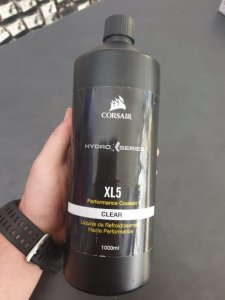 CORSAIR
HYDRO X SERIES
XL5
Performance Coolant
CLEAR
Liquide de Refroidissement
Haute Performance
1000ml